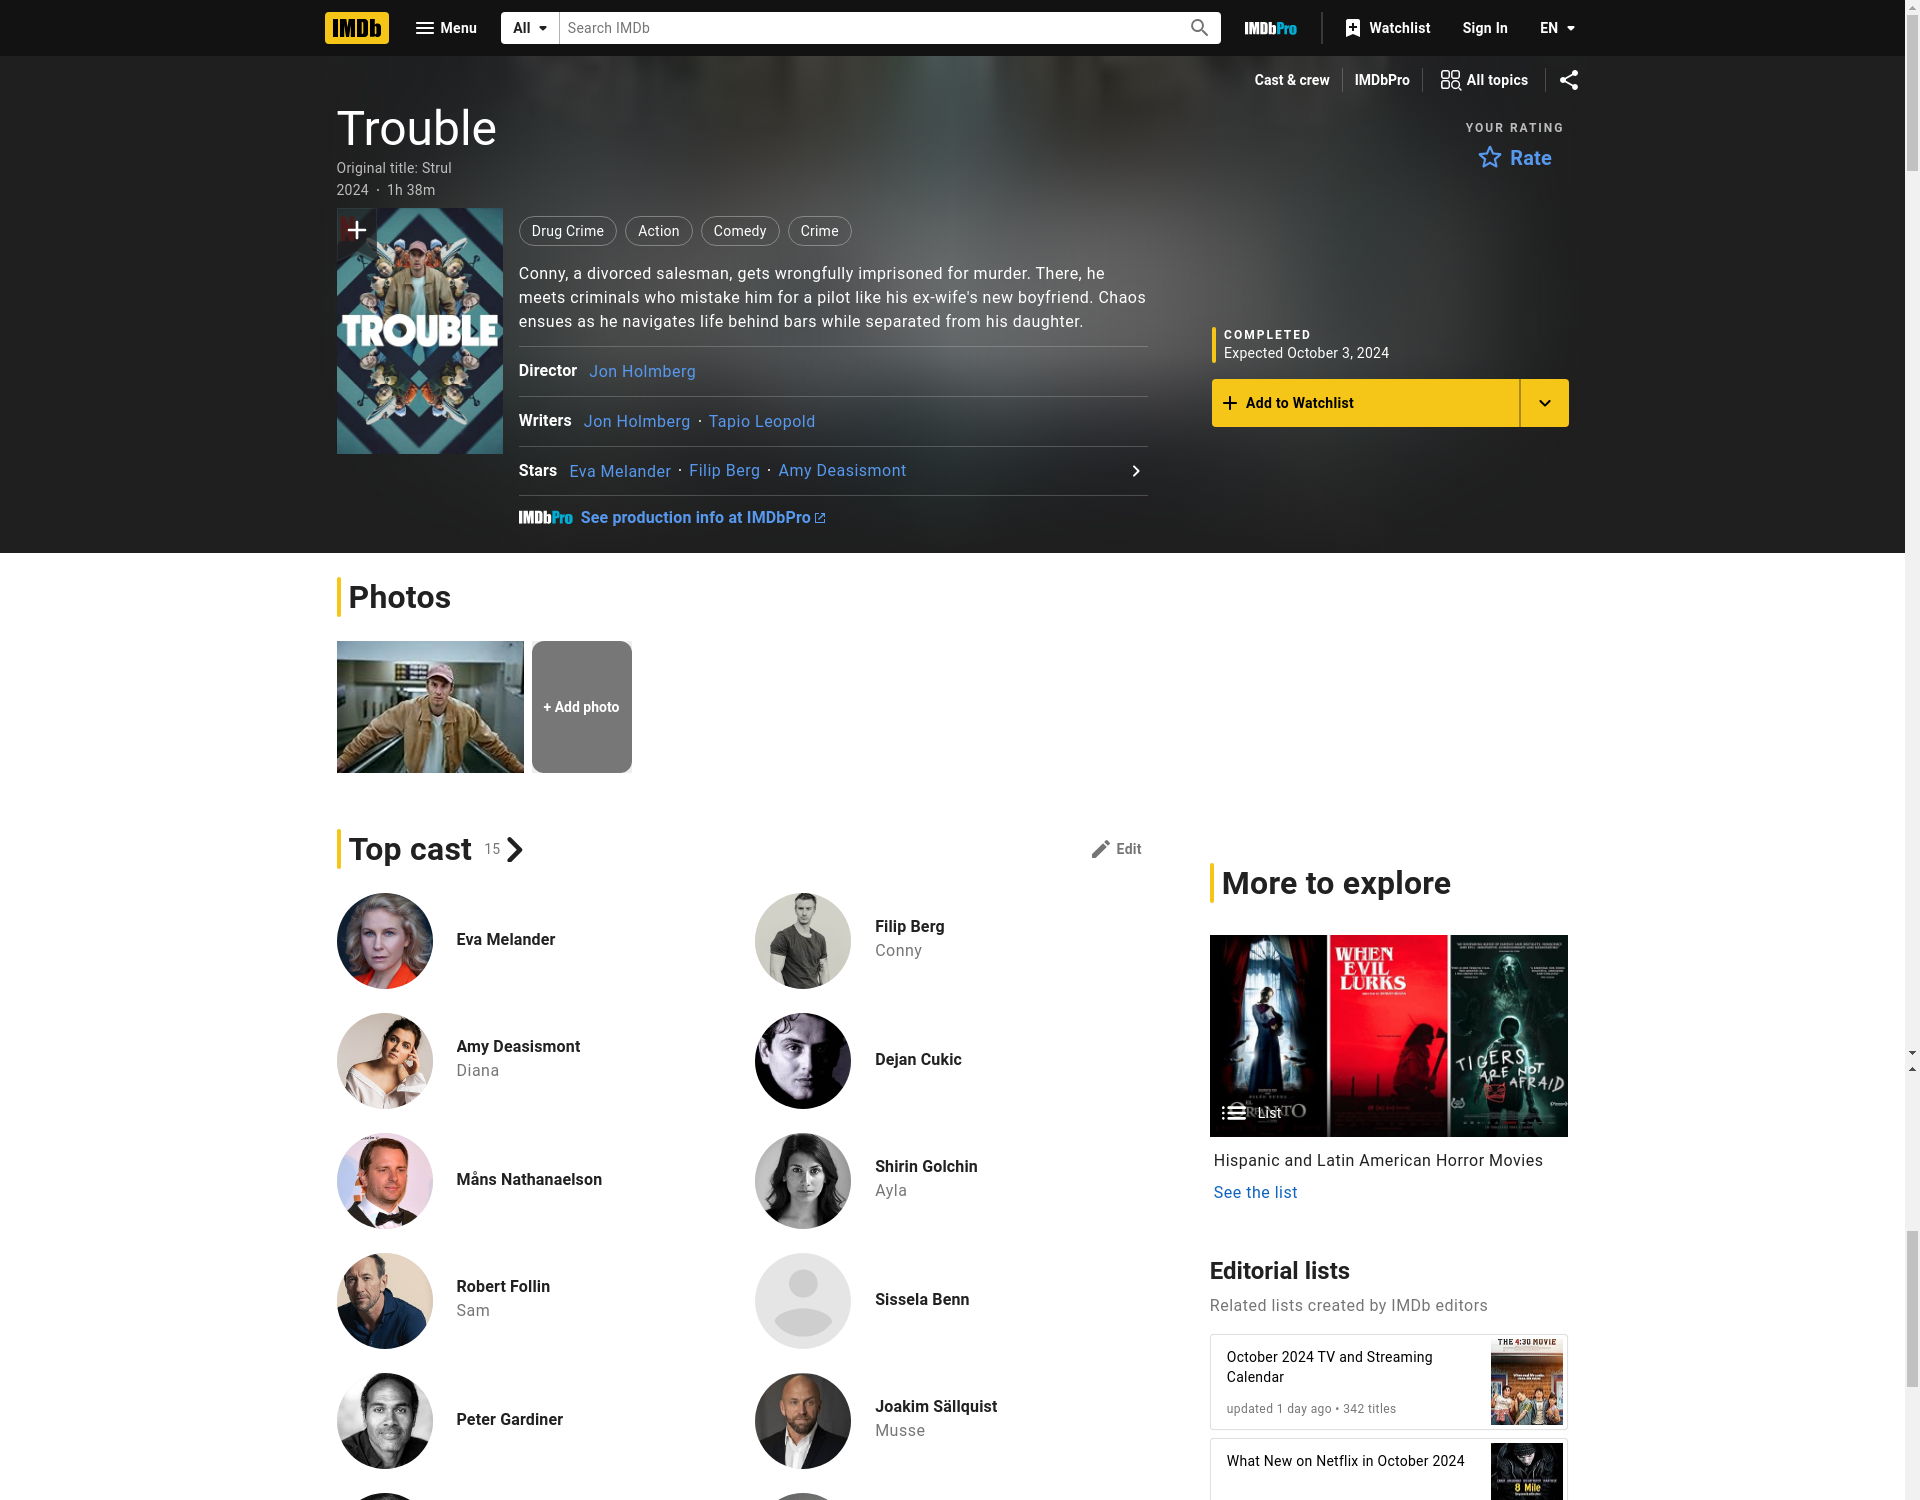 IMDb
Menu
All
Search IMDb
IMDbPro
Watchlist
Sign In
EN
Cast & crew
IMDbPro
All topics
Trouble
Original title: Strul
2024 · 1h 38m
YOUR RATING
Rate
TROUBLE
Drug Crime
Action
Comedy
Crime
Conny, a divorced salesman, gets wrongfully imprisoned for murder. There, he
meets criminals who mistake him for a pilot like his ex-wife's new boyfriend. Chaos
ensues as he navigates life behind bars while separated from his daughter.
Director Jon Holmberg
Writers Jon Holmberg · Tapio Leopold
Stars Eva Melander · Filip Berg · Amy Deasismont
IMDbPro See production info at IMDbPro
COMPLETED
Expected October 3, 2024
+ Add to Watchlist
Photos
+ Add photo
Top cast 15
Edit
Eva Melander
Filip Berg
Conny
Amy Deasismont
Diana
Dejan Cukic
Måns Nathanaelson
Shirin Golchin
Ayla
Robert Follin
Sam
Sissela Benn
Peter Gardiner
Joakim Sällquist
Musse
More to explore
WHEN
EVIL
LURKS
TIGERS
ARE NOT
AFRAID
List
Hispanic and Latin American Horror Movies
See the list
Editorial lists
Related lists created by IMDb editors
October 2024 TV and Streaming
Calendar
updated 1 day ago • 342 titles
THE 4:30 MOVIE
What New on Netflix in October 2024
8 Mile